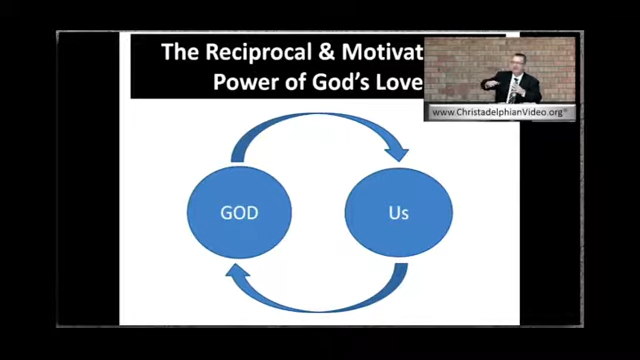 The Reciprocal & Motivat
Power of God's Love
www.ChristadelphianVideo.org
GOD
Us